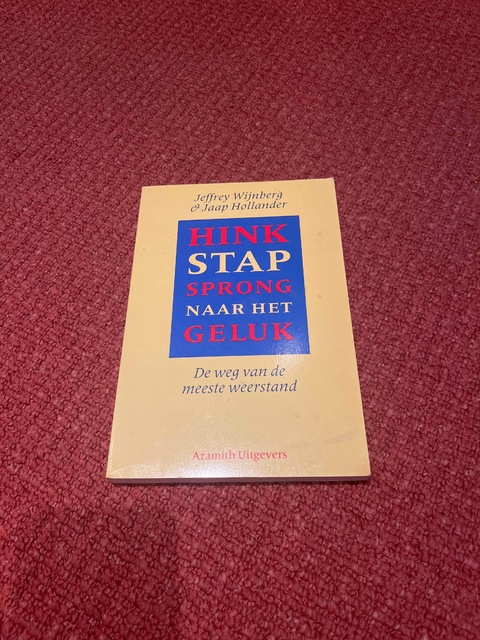 Jeffrey Wijnberg
& Jaap Hollander
HINK
STAP
SPRONG
NAAR HET
GELUK
De weg van de
meeste weerstand
Aramith Uitgevers